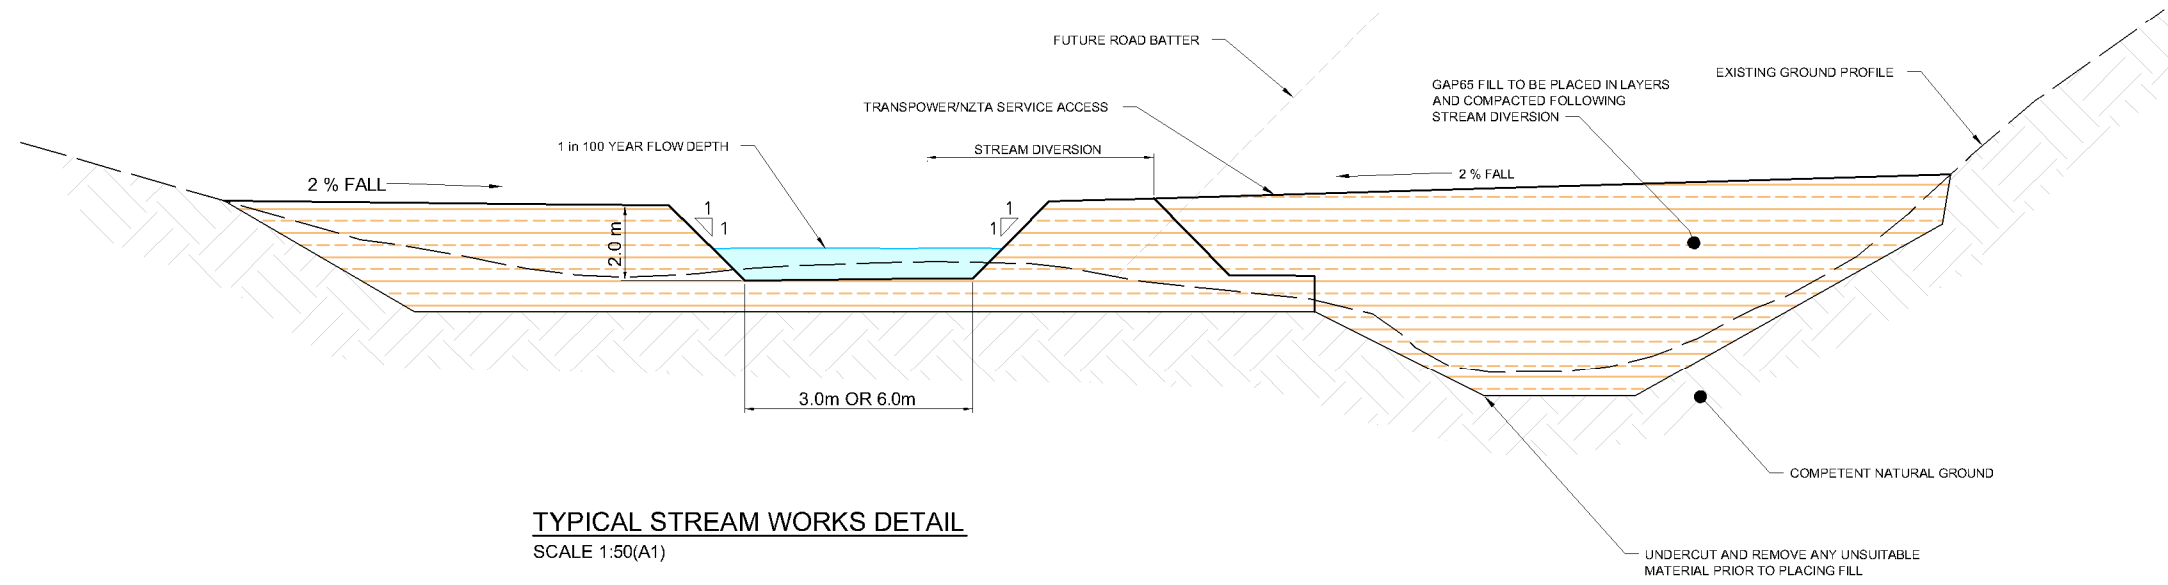 FUTURE ROAD BATTER
EXISTING GROUND PROFILE
GAP65 FILL TO BE PLACED IN LAYERS
AND COMPACTED FOLLOWING
STREAM DIVERSION
TRANSPOWER/NZTA SERVICE ACCESS
1 in 100 YEAR FLOW DEPTH
STREAM DIVERSION
2 % FALL
2 % FALL
1
1
1
1
2.0 m
3.0m OR 6.0m
COMPETENT NATURAL GROUND
TYPICAL STREAM WORKS DETAIL
SCALE 1:50(A1)
UNDERCUT AND REMOVE ANY UNSUITABLE
MATERIAL PRIOR TO PLACING FILL